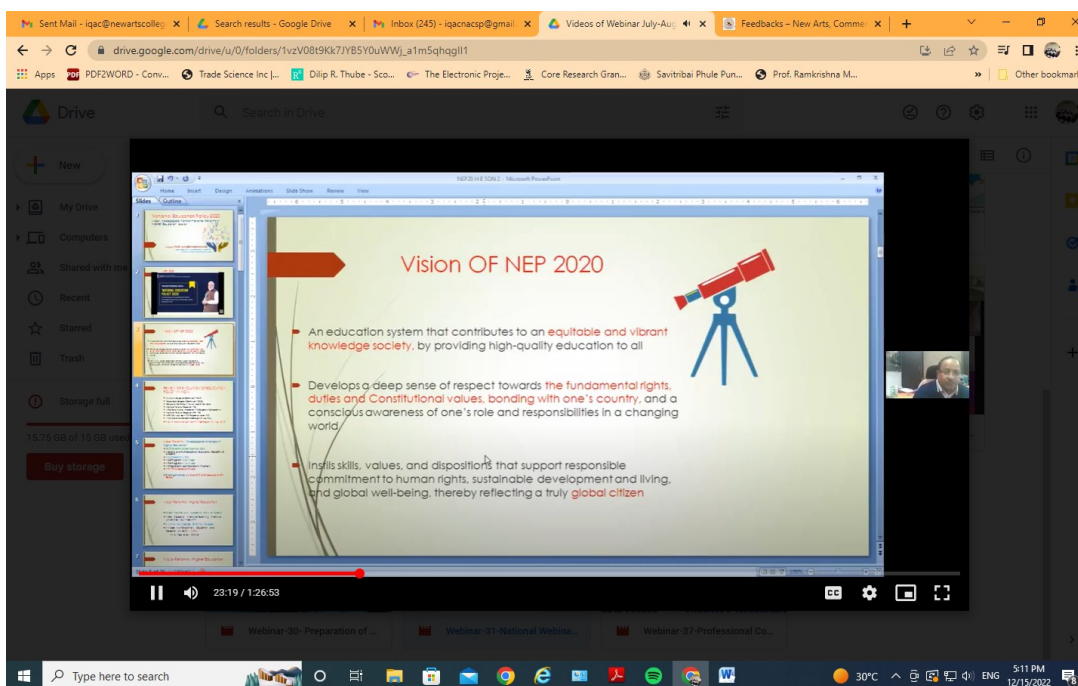 Sent Mail - iqac@newartscolleg
Search results - Google Drive
Inbox (245) - iqacnacsp@gmail
Videos of Webinar July-Aug
Feedbacks – New Arts, Commer
drive.google.com/drive/u/0/folders/1vzV08t9Kk7JYB5Y0uWWj_a1m5qhqgII1
Apps
PDF2WORD - Conv...
Trade Science Inc |...
Dilip R. Thube - Sco...
The Electronic Proje...
Core Research Gran...
Savitribai Phule Pun...
Prof. Ramkrishna M...
Other bookmar
Drive
Search in Drive
New
My Drive
Computers
Shared with me
Recent
Starred
Trash
Storage full
15.75 GB of 15 GB used
Buy storage
Home Insert Design Animations Slide Show Review View
Slides Outline
Vision OF NEP 2020
An education system that contributes to an equitable and vibrant
knowledge society, by providing high-quality education to all
Develops a deep sense of respect towards the fundamental rights,
duties and Constitutional values, bonding with one's country, and a
conscious awareness of one's role and responsibilities in a changing
world
Instils skills, values, and dispositions that support responsible
commitment to human rights, sustainable development and living,
and global well-being, thereby reflecting a truly global citizen
23:19 / 1:26:53
CC
Webinar-30- Preparation of ...
Webinar-31-National Webina...
Webinar-37-Professional Co...
Type here to search
30°C
ENG
5:11 PM
12/15/2022